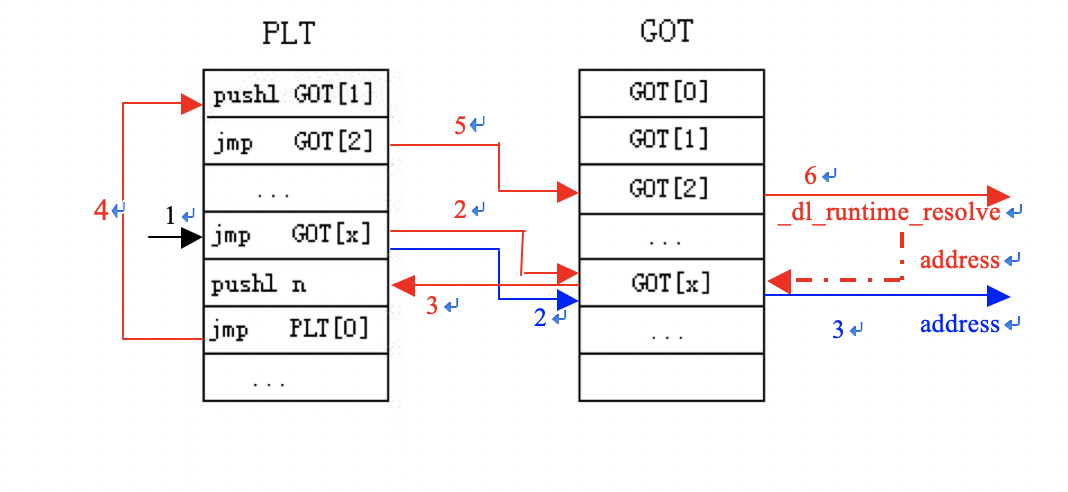 PLT
GOT
pushl GOT[1]
jmp GOT[2]
...
jmp GOT[x]
pushl n
jmp PLT[0]
...
GOT[0]
GOT[1]
GOT[2]
...
GOT[x]
...
1↵
2↵
3↵
4↵
5↵
6↵
_dl_runtime_resolve↵
address↵
2↵
3↵
address↵